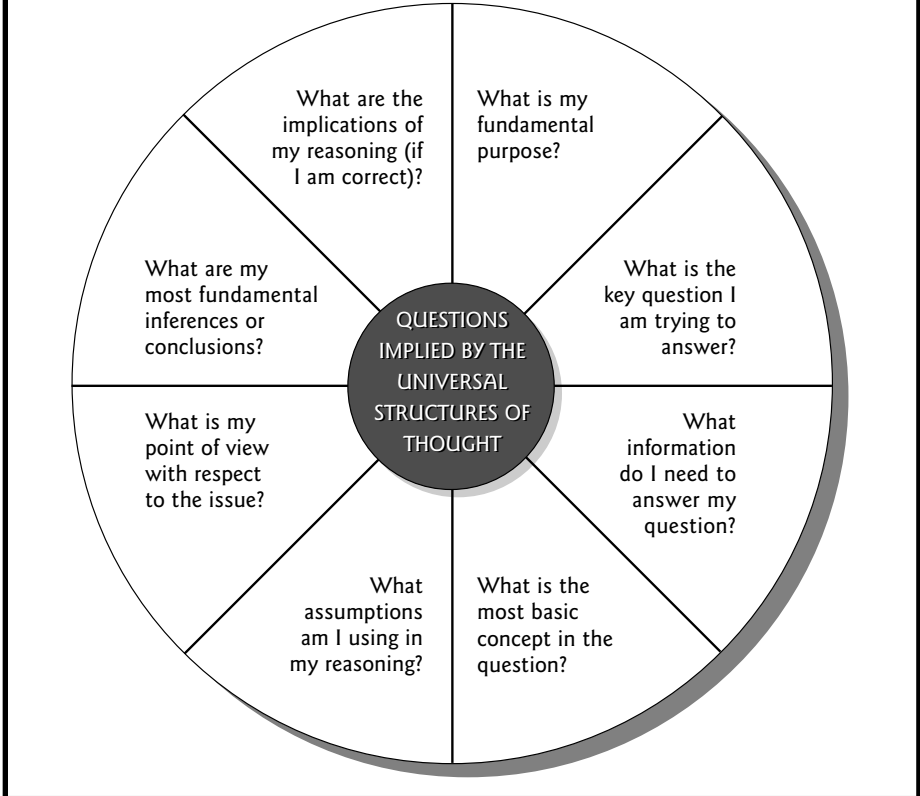 What is my
fundamental
purpose?
What is the
key question I
am trying to
answer?
What
information
do I need to
answer my
question?
What is the
most basic
concept in the
question?
What
assumptions
am I using in
my reasoning?
What is my
point of view
with respect
to the issue?
What are my
most fundamental
inferences or
conclusions?
What are the
implications of
my reasoning (if
I am correct)?
QUESTIONS
IMPLIED BY THE
UNIVERSAL
STRUCTURES OF
THOUGHT